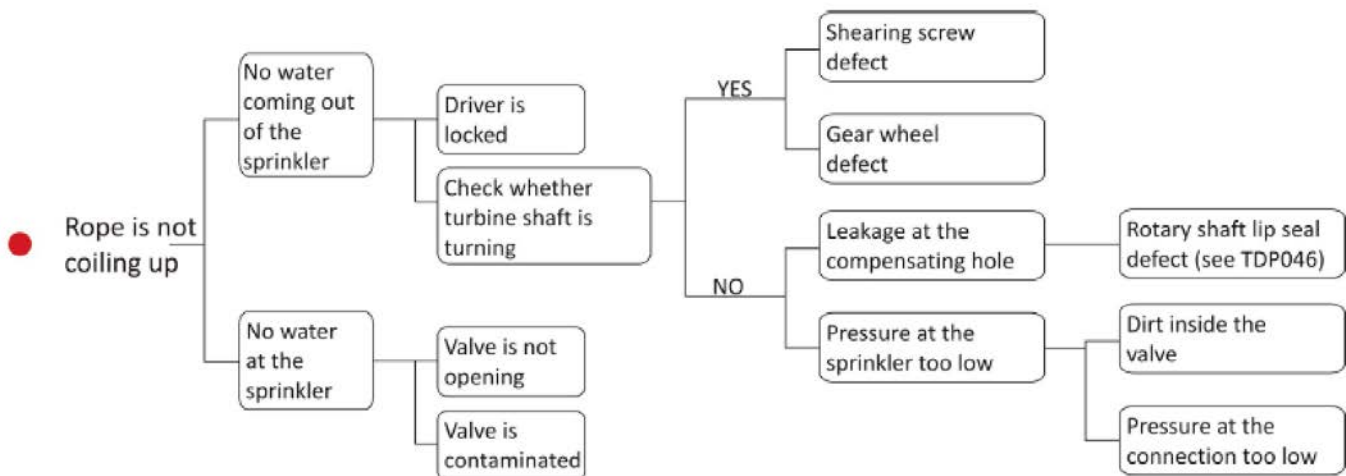 Rope is not
coiling up
No water
coming out
of the
sprinkler
Driver is
locked
Check whether
turbine shaft is
turning
YES
Shearing screw
defect
Gear wheel
defect
NO
Leakage at the
compensating hole
Rotary shaft lip seal
defect (see TDP046)
Pressure at the
sprinkler too low
Dirt inside the
valve
Pressure at the
connection too low
No water
at the
sprinkler
Valve is not
opening
Valve is
contaminated